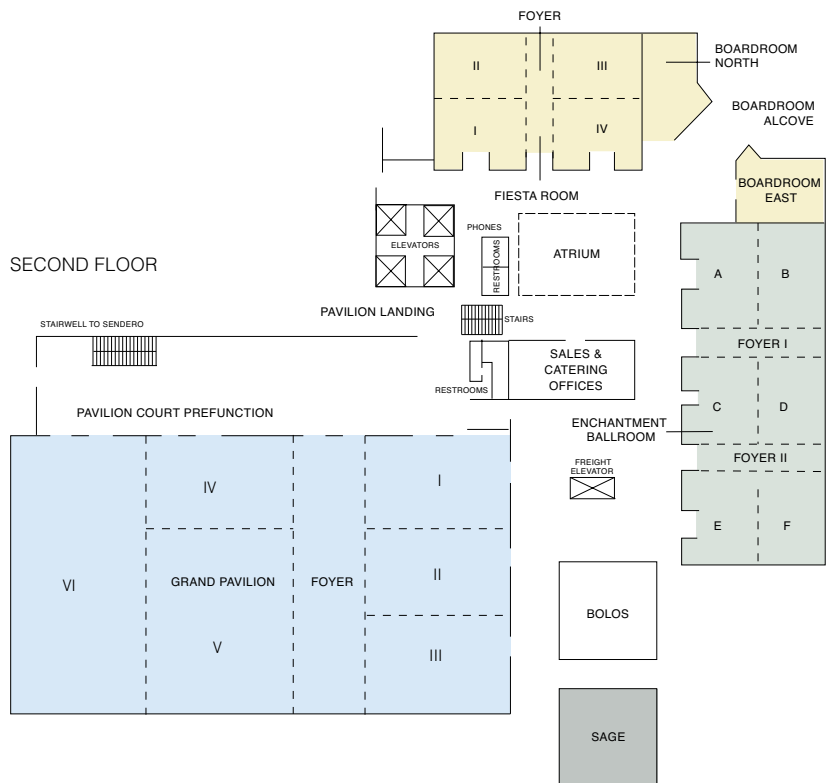 FOYER
BOARDROOM
NORTH
II
III
BOARDROOM
ALCOVE
I
IV
BOARDROOM
EAST
FIESTA ROOM
PHONES
ELEVATORS
RESTROOMS
ATRIUM
SECOND FLOOR
A
B
PAVILION LANDING
STAIRS
STAIRWELL TO SENDERO
FOYER I
SALES &
CATERING
OFFICES
RESTROOMS
PAVILION COURT PREFUNCTION
C
D
ENCHANTMENT
BALLROOM
FOYER II
FREIGHT
ELEVATOR
IV
I
E
F
VI
GRAND PAVILION
FOYER
II
BOLOS
V
III
SAGE